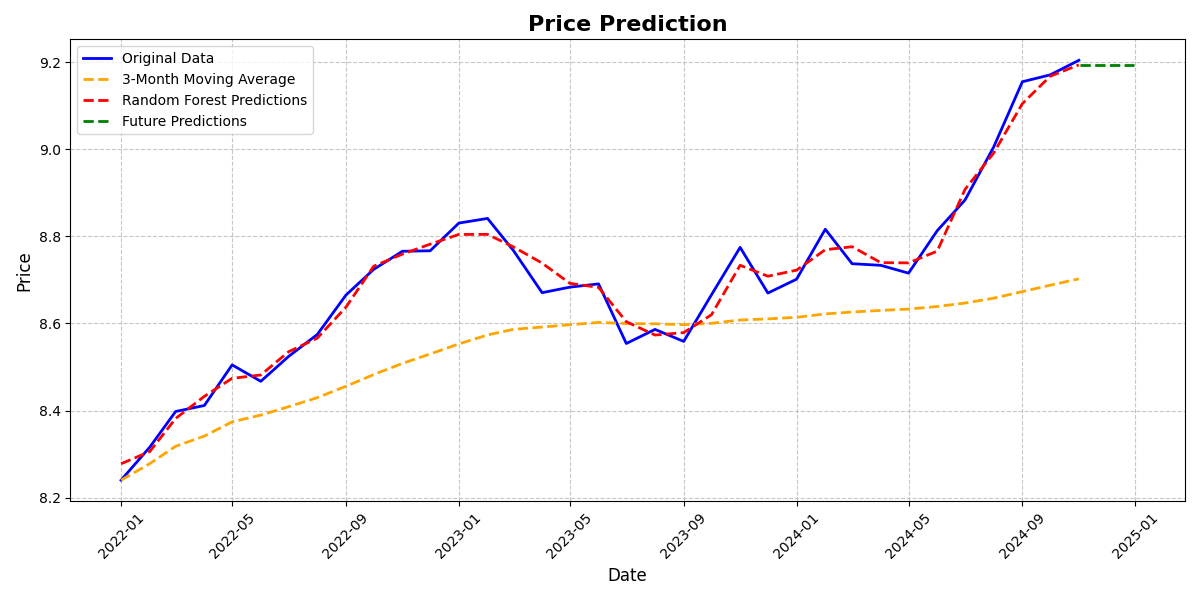 Price Prediction
Original Data
3-Month Moving Average
Random Forest Predictions
Future Predictions
Price
9.2
9.0
8.8
8.6
8.4
8.2
2022-01
2022-05
2022-09
2023-01
2023-05
2023-09
2024-01
2024-05
2024-09
2025-01
Date